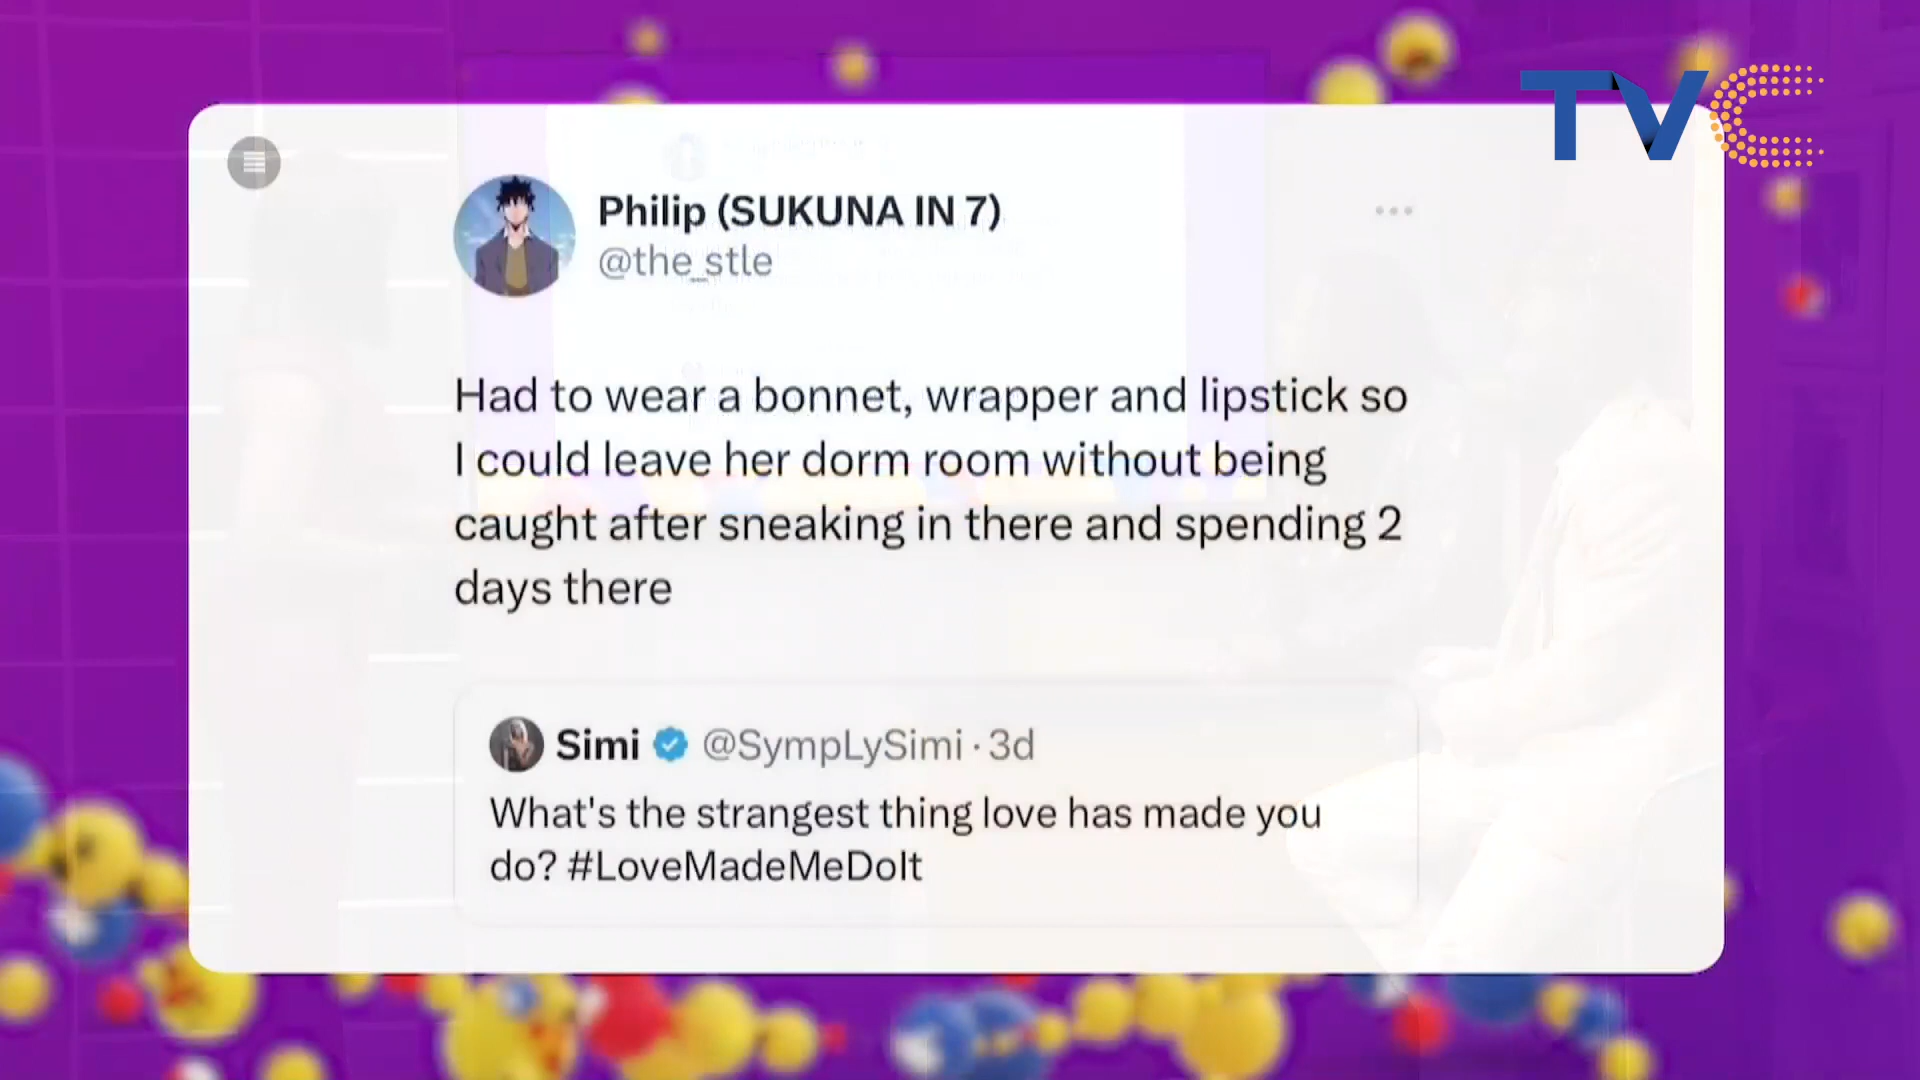 TVC
Philip (SUKUNA IN 7)
@the_stle
Had to wear a bonnet, wrapper and lipstick so
I could leave her dorm room without being
caught after sneaking in there and spending 2
days there
Simi @SympLySimi · 3d
What's the strangest thing love has made you
do? #LoveMadeMeDoIt